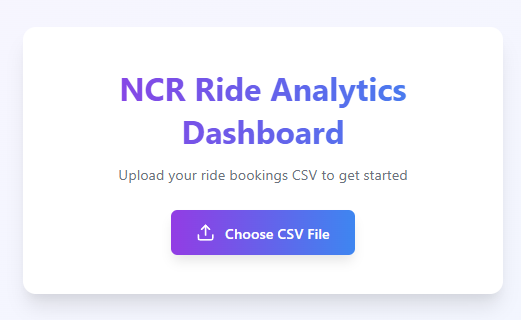 NCR Ride Analytics
Dashboard
Upload your ride bookings CSV to get started
Choose CSV File